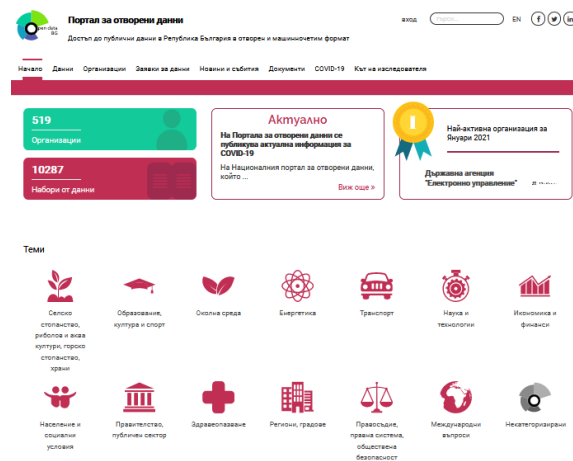 pen data
BG
Портал за отворени данни
Достъп до публични данни в Република България в отворен и машинночетим формат
вход
търси...
EN
Начало Данни Организации Заявки за данни Новини и събития Документи COVID-19 Кът на изследователя
519
Организации
10287
Набори от данни
Актуално
На Портала за отворени данни се
публикува актуална информация за
COVID-19
На Националния портал за отворени данни,
който ...
Виж още »
1
Най-активна организация за
Януари 2021
Държавна агенция
"Електронно управление"
Теми
Селско
стопанство,
риболов и аква
култури, горско
стопанство,
храни
Образование,
култура и спорт
Околна среда
Енергетика
Транспорт
Наука и
технологии
Икономика и
финанси
Население и
социални
условия
Правителство,
публичен сектор
Здравеопазване
Региони, градове
Правосъдие,
правна система,
обществена
безопасност
Международни
въпроси
Некатегоризирани